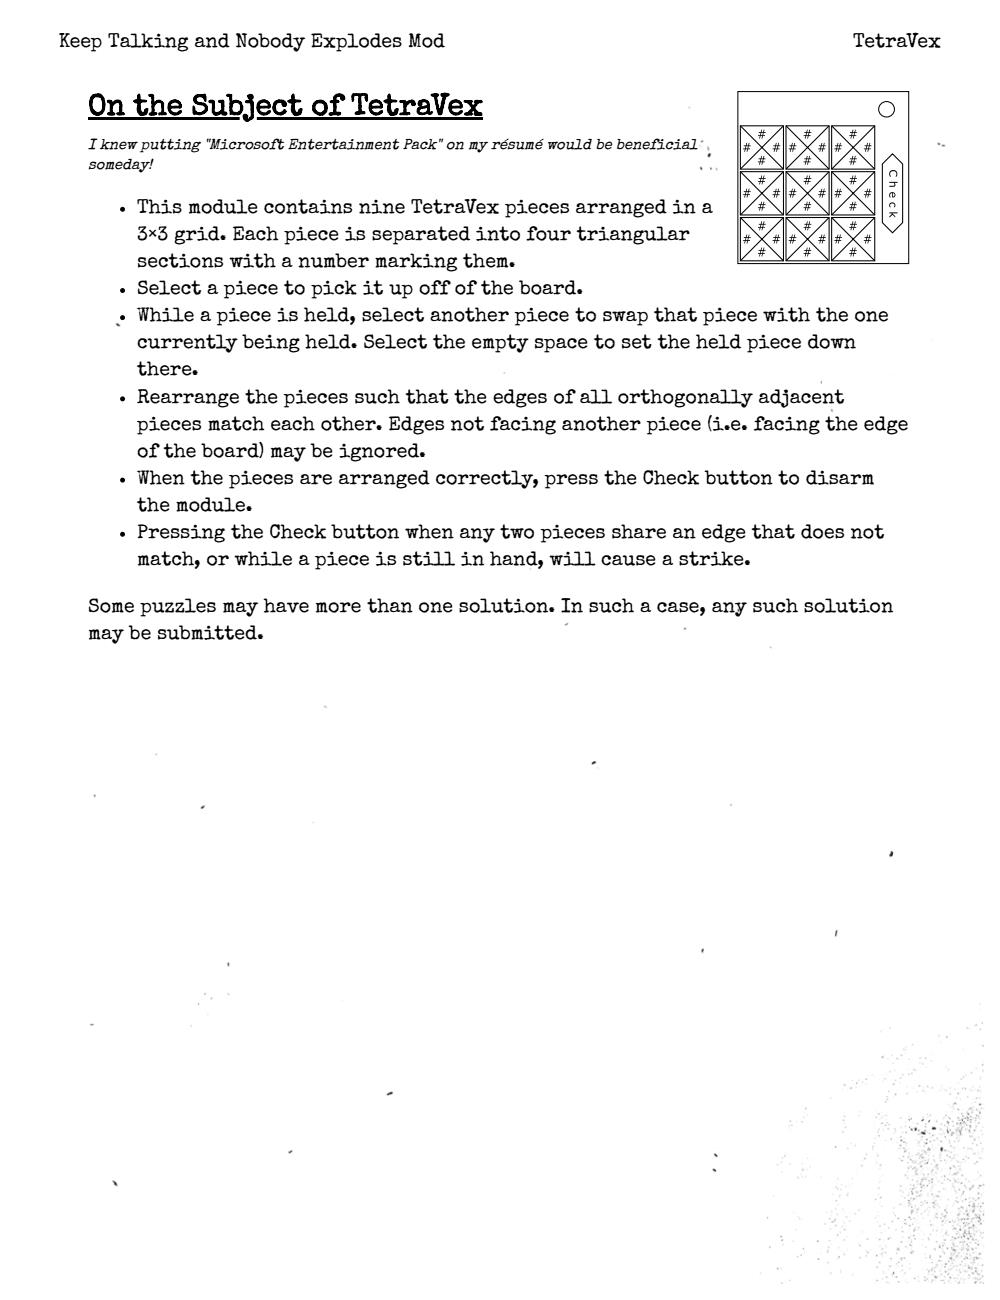 Keep Talking and Nobody Explodes Mod
TetraVex
On the Subject of TetraVex
I knew putting "Microsoft Entertainment Pack" on my résumé would be beneficial
someday!
# # #
# # # # # #
# # #
# # #
# # # # # #
# # #
# # #
# # # # # #
# # #
Check
• This module contains nine TetraVex pieces arranged in a
3×3 grid. Each piece is separated into four triangular
sections with a number marking them.
• Select a piece to pick it up off of the board.
• While a piece is held, select another piece to swap that piece with the one
currently being held. Select the empty space to set the held piece down
there.
• Rearrange the pieces such that the edges of all orthogonally adjacent
pieces match each other. Edges not facing another piece (i.e. facing the edge
of the board) may be ignored.
• When the pieces are arranged correctly, press the Check button to disarm
the module.
• Pressing the Check button when any two pieces share an edge that does not
match, or while a piece is still in hand, will cause a strike.
Some puzzles may have more than one solution. In such a case, any such solution
may be submitted.